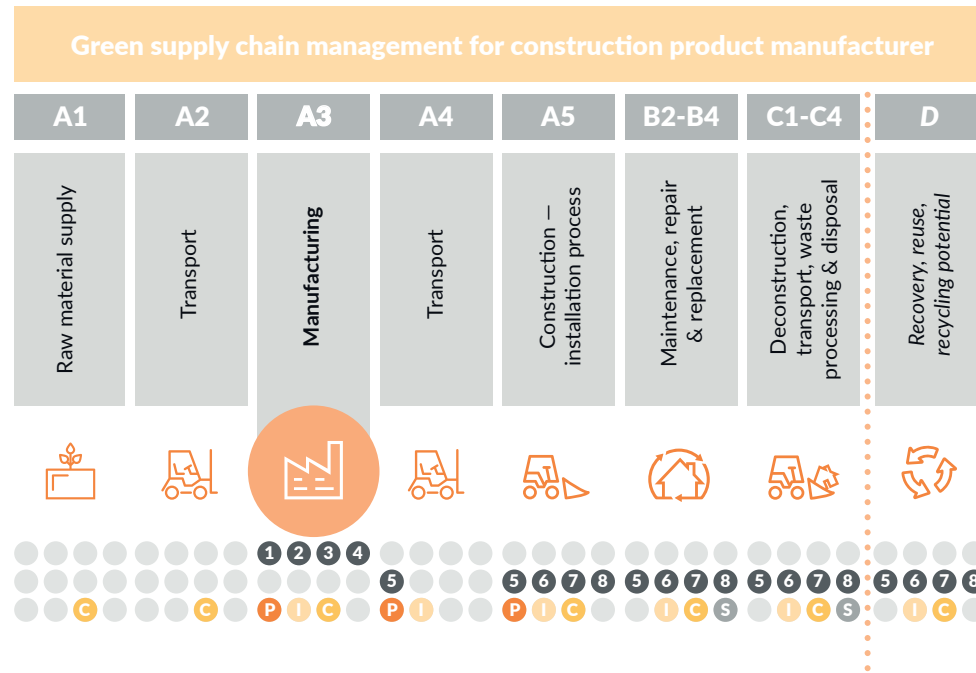 Green supply chain management for construction product manufacturer
A1 A2 A3 A4 A5 B2-B4 C1-C4 D
Raw material supply
Transport
Manufacturing
Transport
Construction —
installation process
Maintenance, repair
& replacement
Deconstruction,
transport, waste
processing & disposal
Recovery, reuse,
recycling potential
1 2 3 4
5 5 6 7 8 5 6 7 8 5 6 7 8 5 6 7 8
C C P I C P I P I C I C S I C S I C